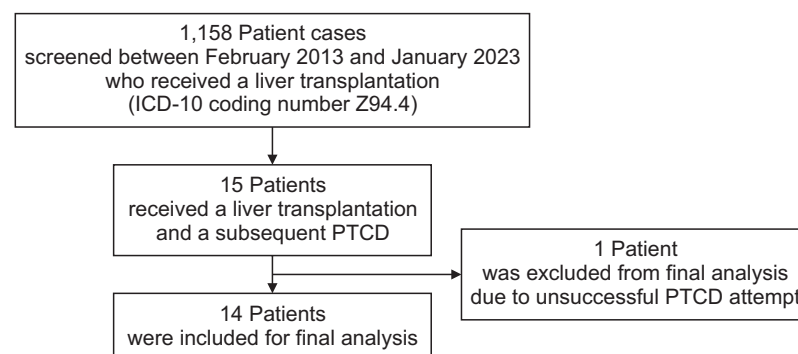 1,158 Patient cases
screened between February 2013 and January 2023
who received a liver transplantation
(ICD-10 coding number Z94.4)
15 Patients
received a liver transplantation
and a subsequent PTCD
1 Patient
was excluded from final analysis
due to unsuccessful PTCD attempt
14 Patients
were included for final analysis